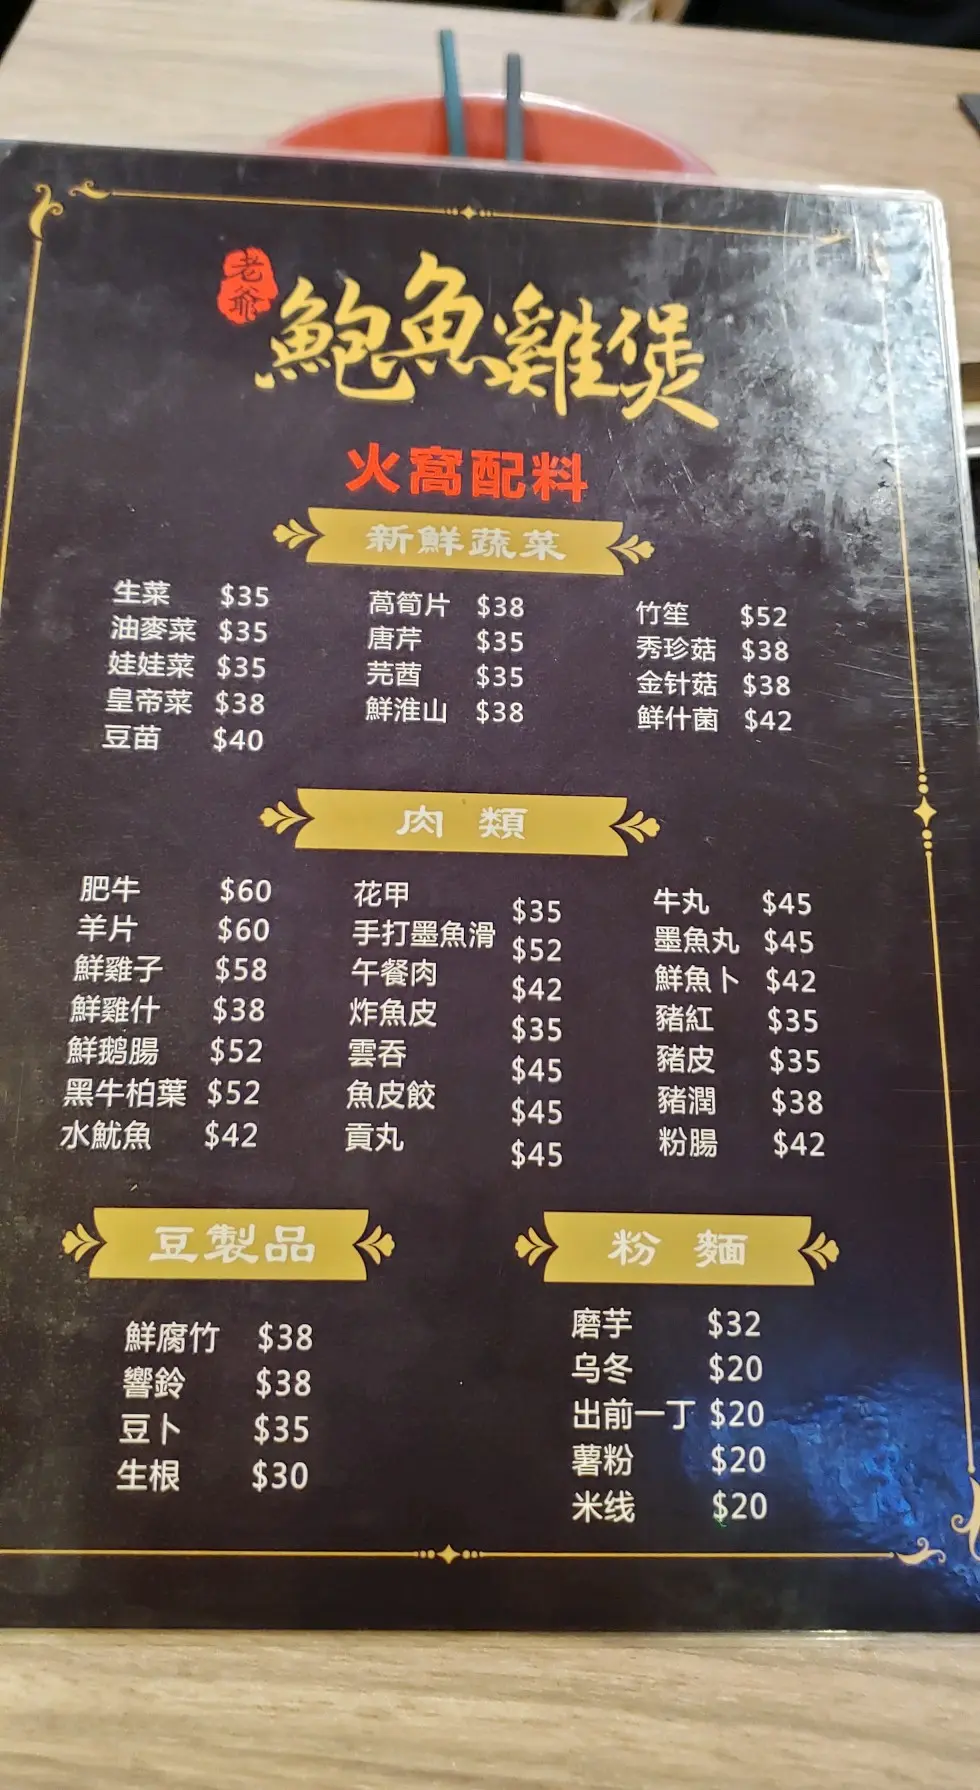 老爺
鮑魚雞煲
火窩配料
新鮮蔬菜
生菜 $35
油麥菜 $35
娃娃菜 $35
皇帝菜 $38
豆苗 $40
萵筍片 $38
唐芹 $35
芫茜 $35
鮮淮山 $38
竹笙 $52
秀珍菇 $38
金针菇 $38
鲜什菌 $42
肉 類
肥牛 $60
羊片 $60
鮮雞子 $58
鮮雞什 $38
鮮鹅腸 $52
黑牛柏葉 $52
水魷魚 $42
花甲 $35
手打墨魚滑 $52
午餐肉 $42
炸魚皮 $35
雲吞 $45
魚皮餃 $45
貢丸 $45
牛丸 $45
墨魚丸 $45
鮮魚卜 $42
豬紅 $35
豬皮 $35
豬潤 $38
粉腸 $42
豆製品
鮮腐竹 $38
響鈴 $38
豆卜 $35
生根 $30
粉 麵
磨芋 $32
乌冬 $20
出前一丁 $20
薯粉 $20
米线 $20